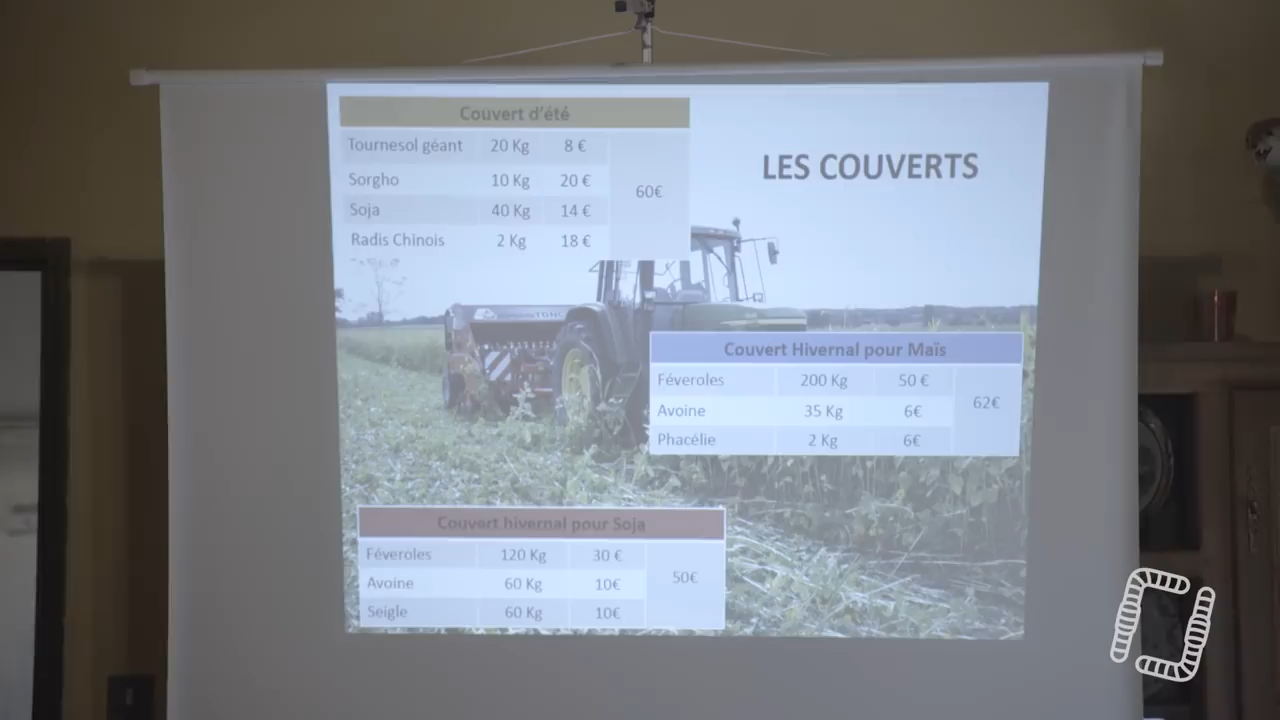 Couvert d'été
Tournesol géant 20 Kg 8 €
Sorgho 10 Kg 20 €
60€
Soja 40 Kg 14 €
Radis Chinois 2 Kg 18 €
LES COUVERTS
Couvert Hivernal pour Maïs
Féveroles 200 Kg 50 €
Avoine 35 Kg 6€
62€
Phacélie 2 Kg 6€
Couvert hivernal pour Soja
Féveroles 120 Kg 30 €
Avoine 60 Kg 10€
50€
Seigle 60 Kg 10€